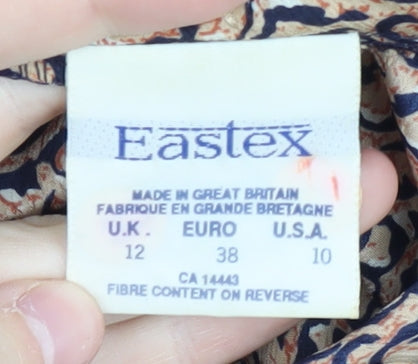 Eastex
MADE IN GREAT BRITAIN
FABRIQUE EN GRANDE BRETAGNE
U.K. EURO U.S.A.
12 38 10
CA 14443
FIBRE CONTENT ON REVERSE